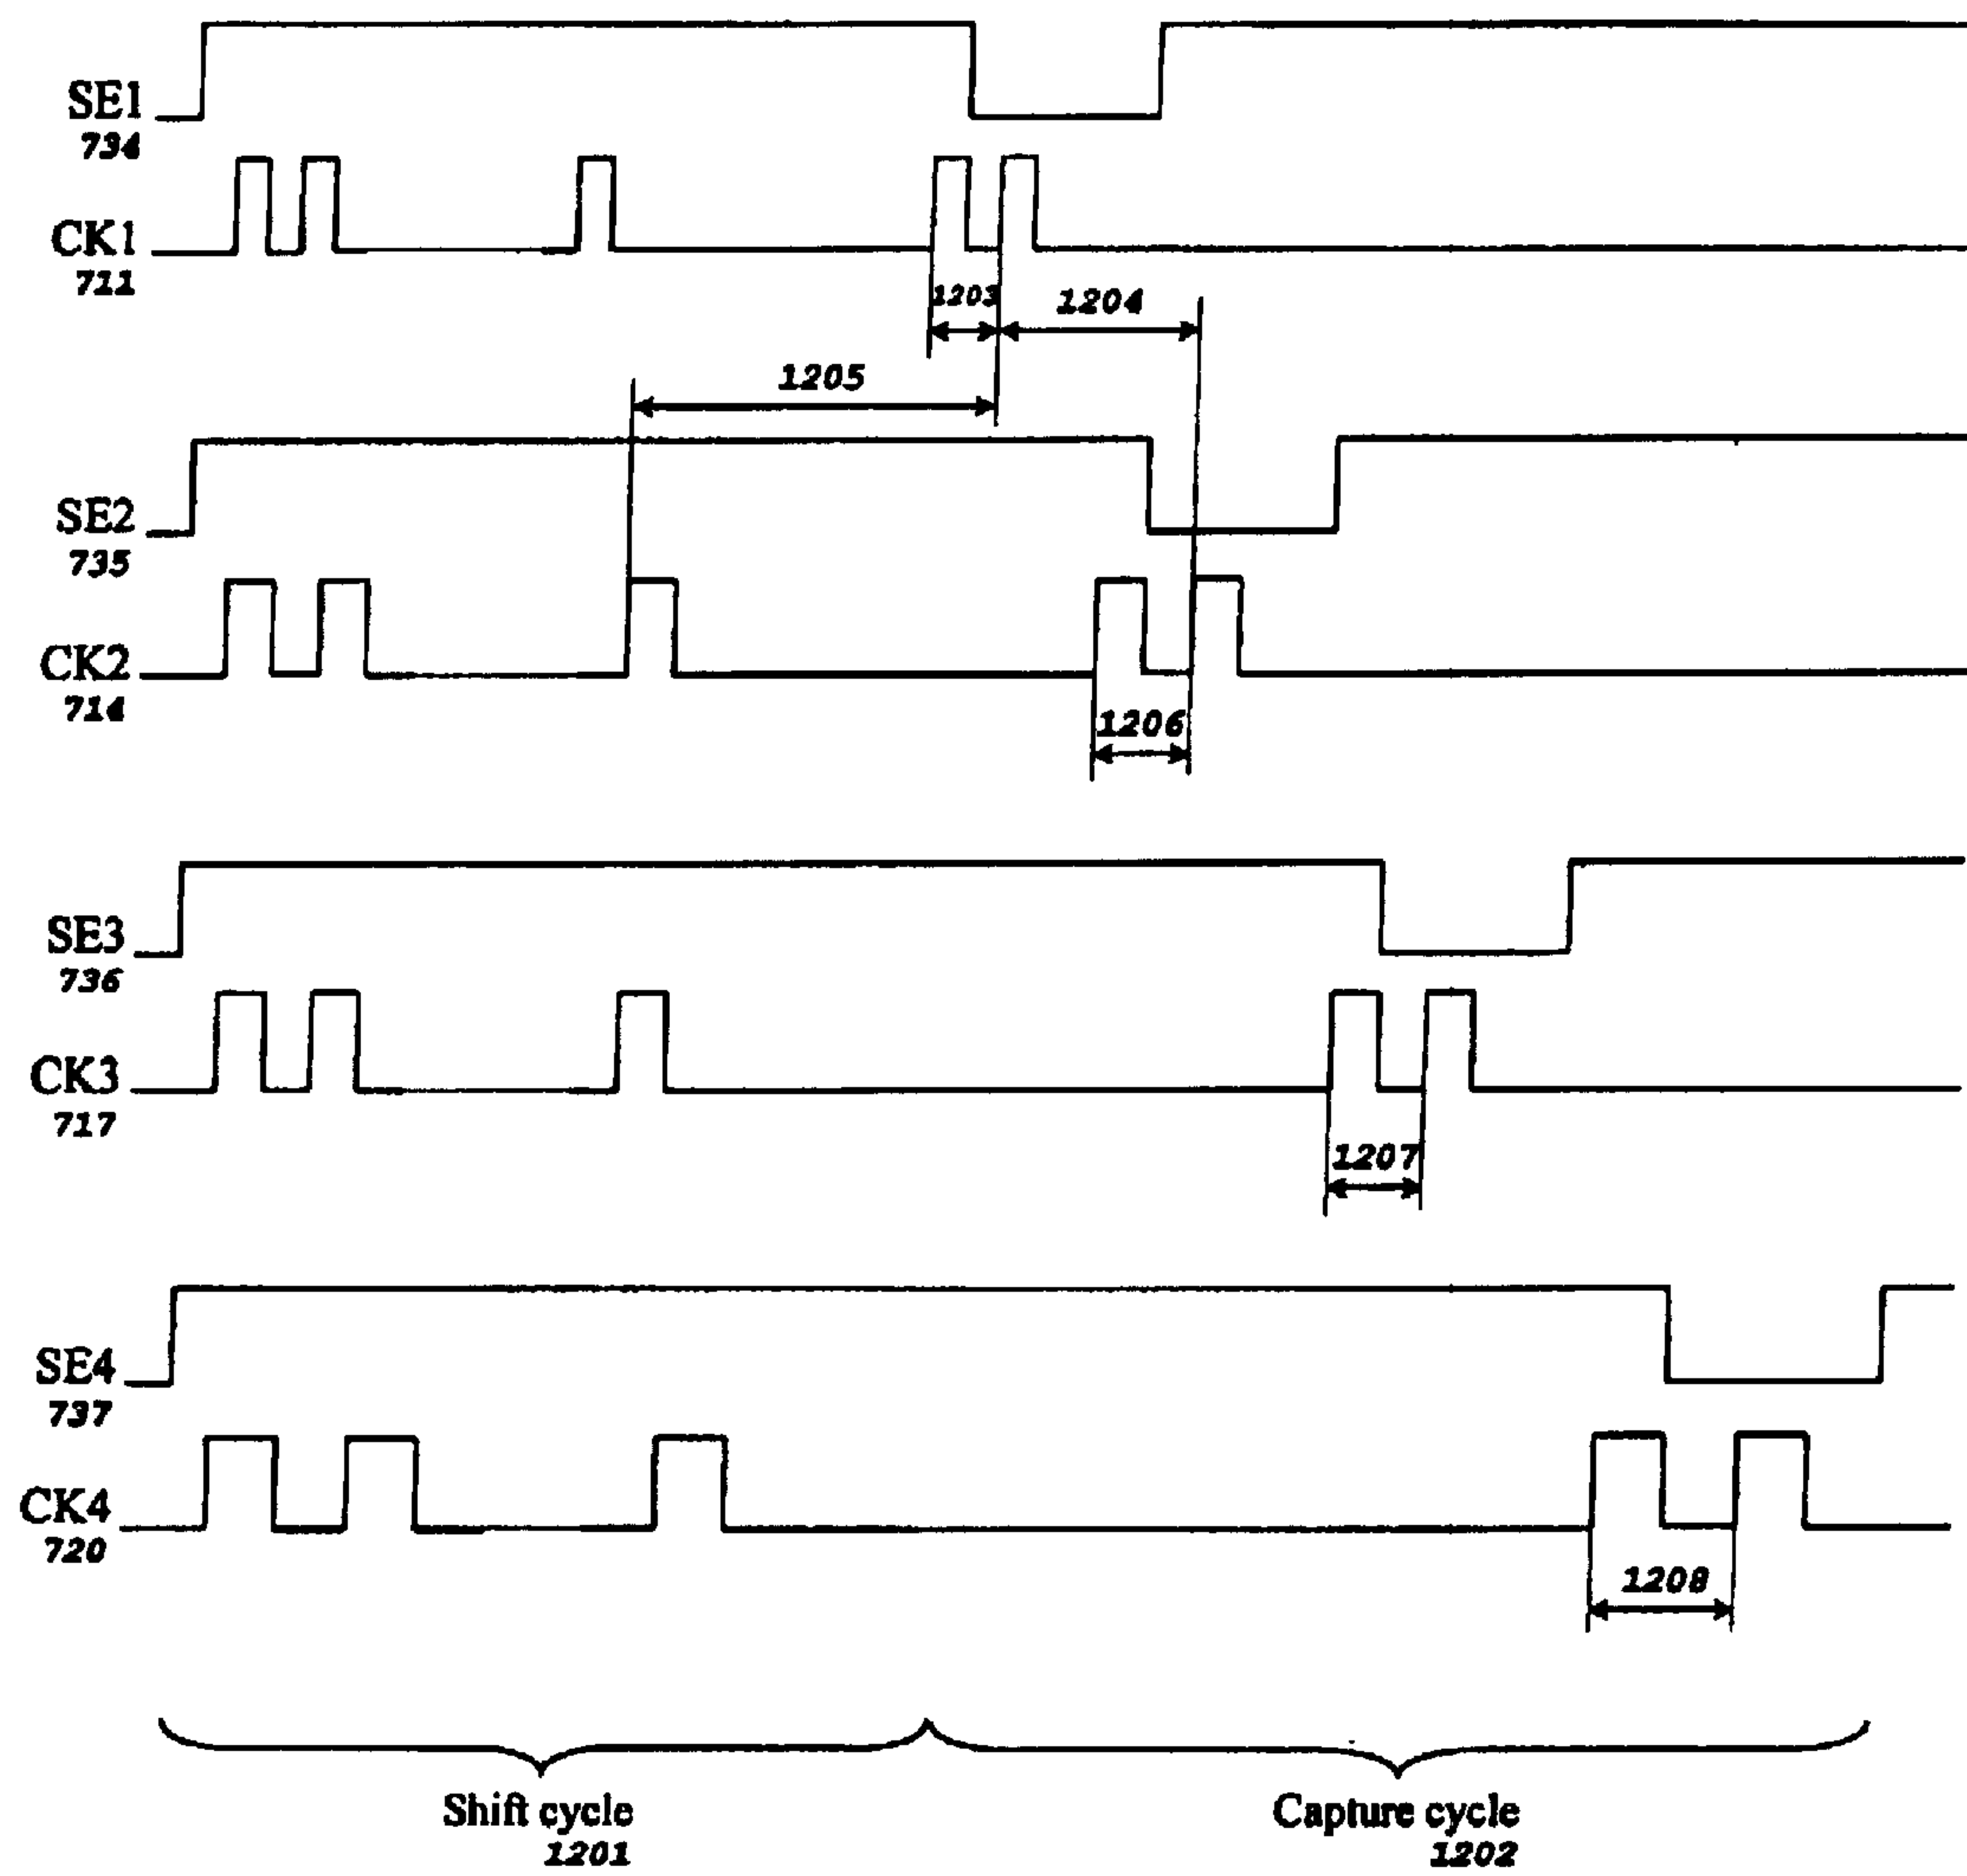 SE1
734
CK1
711
1203
1204
1205
SE2
735
CK2
714
1206
SE3
736
CK3
717
1207
SE4
737
CK4
720
1208
Shift cycle
1201
Capture cycle
1202